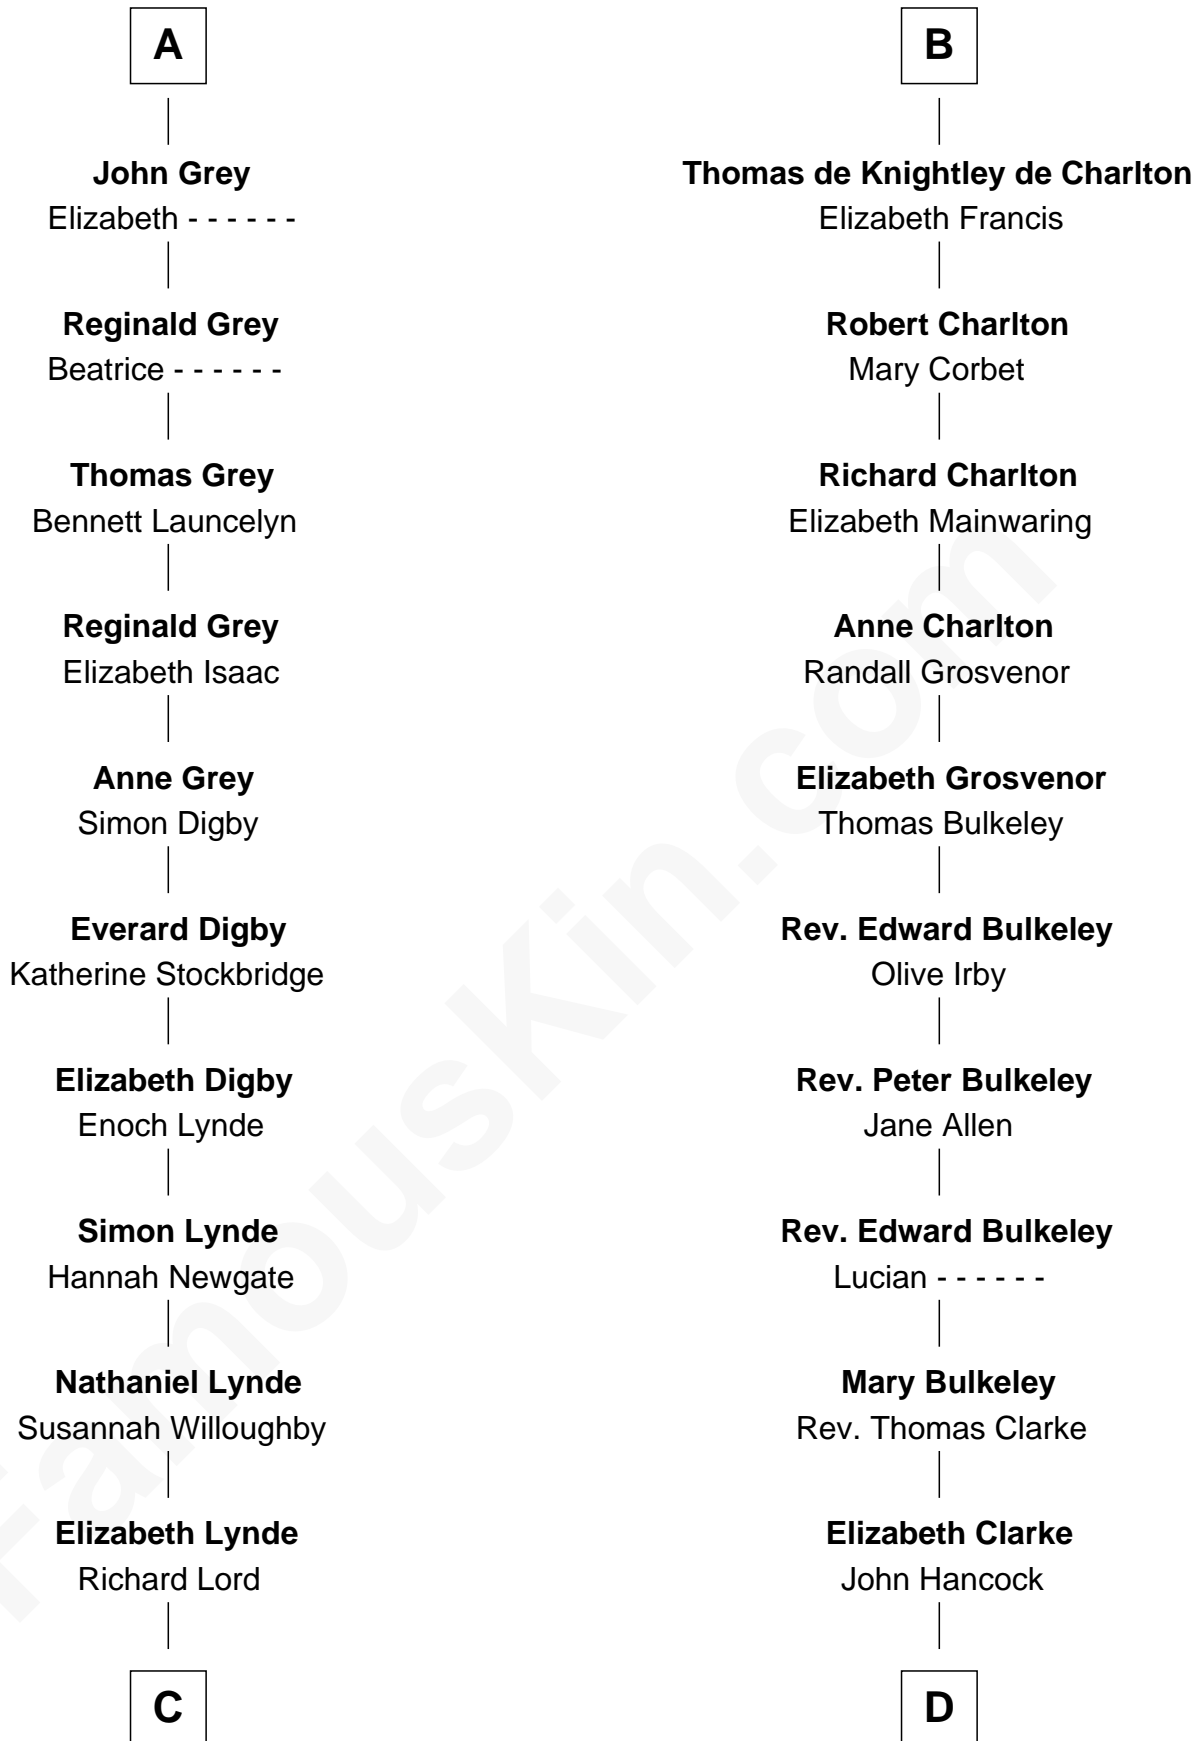 A
John Grey
Elizabeth - - - - - -
Reginald Grey
Beatrice - - - - - -
Thomas Grey
Bennett Launcelyn
Reginald Grey
Elizabeth Isaac
Anne Grey
Simon Digby
Everard Digby
Katherine Stockbridge
Elizabeth Digby
Enoch Lynde
Simon Lynde
Hannah Newgate
Nathaniel Lynde
Susannah Willoughby
Elizabeth Lynde
Richard Lord
C
B
Thomas de Knightley de Charlton
Elizabeth Francis
Robert Charlton
Mary Corbet
Richard Charlton
Elizabeth Mainwaring
Anne Charlton
Randall Grosvenor
Elizabeth Grosvenor
Thomas Bulkeley
Rev. Edward Bulkeley
Olive Irby
Rev. Peter Bulkeley
Jane Allen
Rev. Edward Bulkeley
Lucian - - - - - -
Mary Bulkeley
Rev. Thomas Clarke
Elizabeth Clarke
John Hancock
D
FamousKin.com